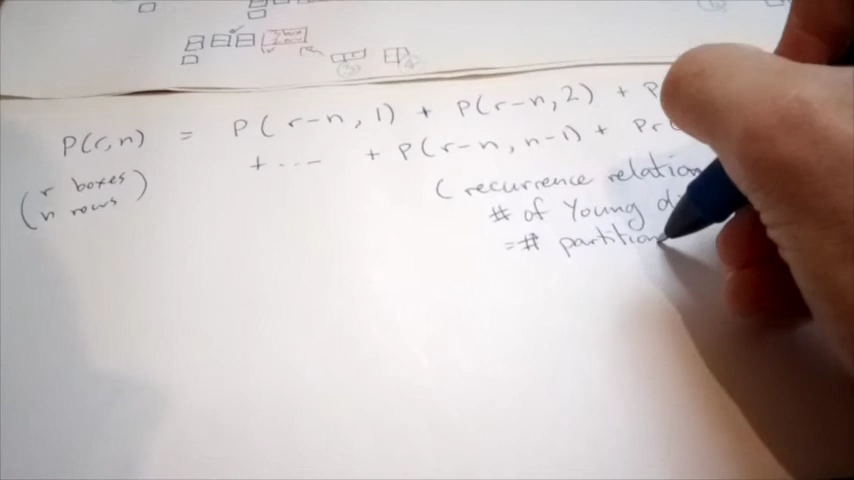 P(r,n) = P(r-n,1) + P(r-n,2) +
+ ... + P(r-n, n-1) +
(r boxes
n rows)
(recurrence relation
# of Young
=# partition